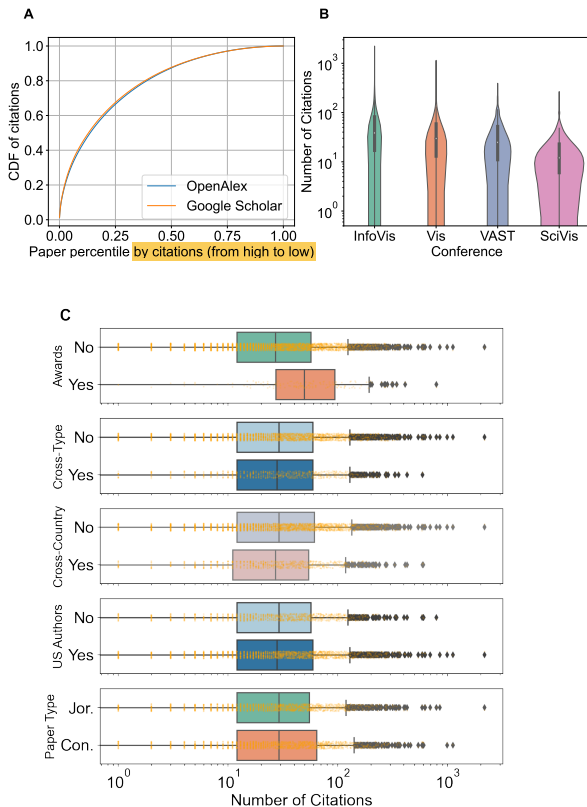 A
1.0
0.8
0.6
0.4
0.2
0.0
CDF of citations
OpenAlex
Google Scholar
0.00 0.25 0.50 0.75 1.00
Paper percentile by citations (from high to low)
B
10³
10²
10¹
10⁰
Number of Citations
InfoVis Vis VAST SciVis
Conference
C
Awards
No
Yes
Cross-Type
No
Yes
Cross-Country
No
Yes
US Authors
No
Yes
Paper Type
Jor.
Con.
10⁰ 10¹ 10² 10³
Number of Citations